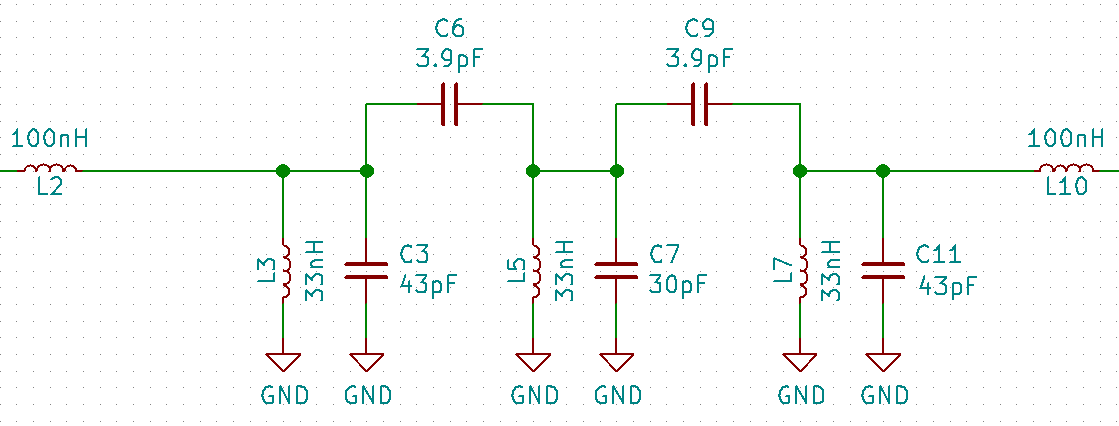 C6
3.9pF
C9
3.9pF
100nH
L2
100nH
L10
L3
33nH
C3
43pF
L5
33nH
C7
30pF
L7
33nH
C11
43pF
GND
GND
GND
GND
GND
GND